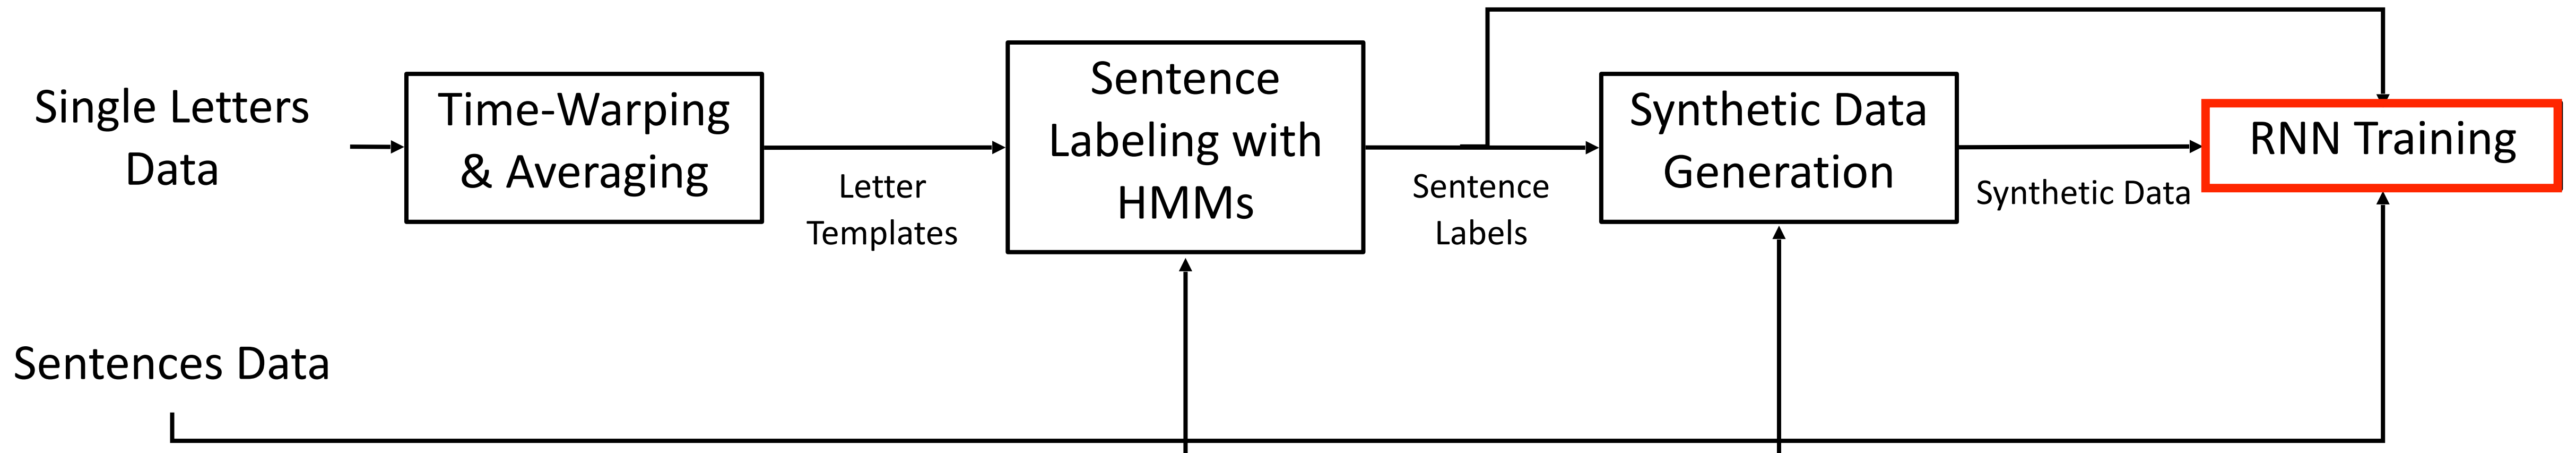 Single Letters
Data
Time-Warping
& Averaging
Letter
Templates
Sentence
Labeling with
HMMs
Sentence
Labels
Synthetic Data
Generation
Synthetic Data
RNN Training
Sentences Data